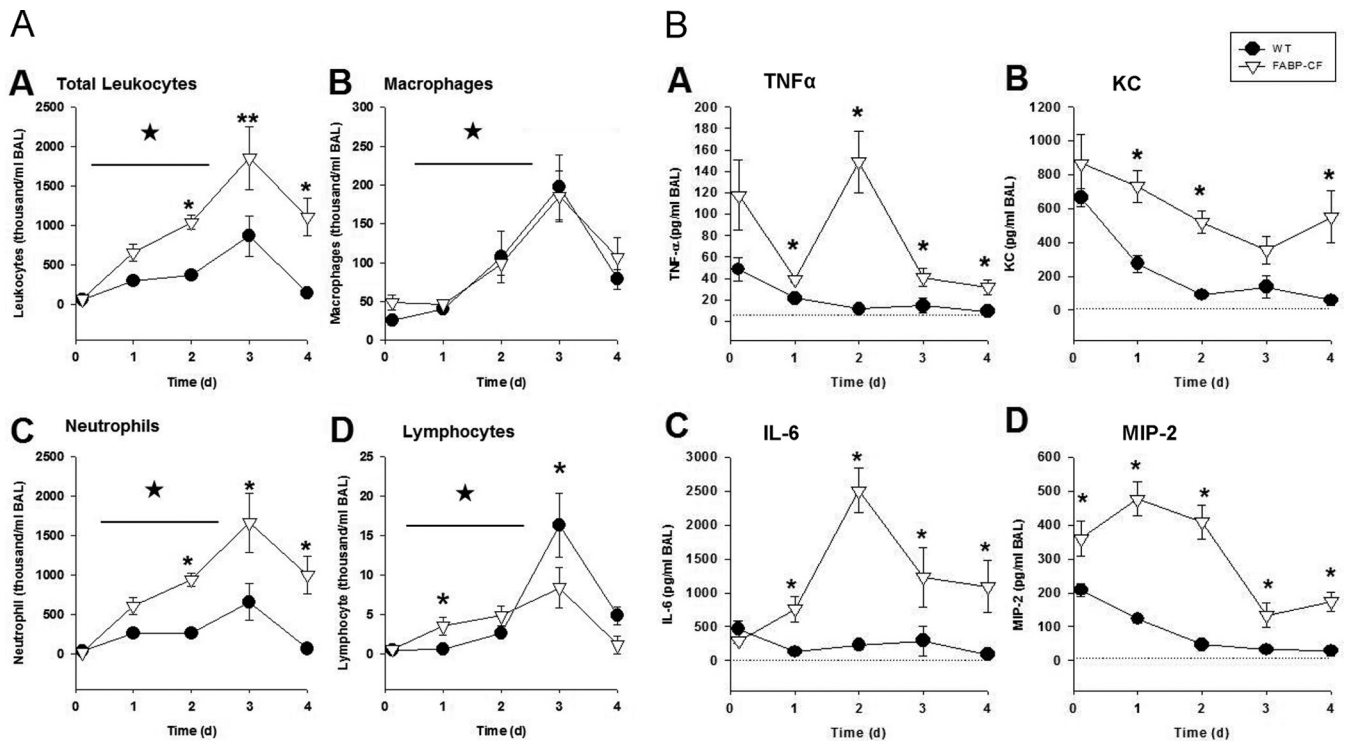 A
B
WT
FABP-CF
A
Total Leukocytes
Leukocytes (thousand/ml BAL)
2500
2000
1500
1000
500
0
★
*
**
*
0 1 2 3 4
Time (d)
B
Macrophages
Macrophages (thousand/ml BAL)
300
250
200
150
100
50
0
★
0 1 2 3 4
Time (d)
A
TNFα
TNF-α (pg/ml BAL)
200
180
160
140
120
100
80
60
40
20
0
*
*
*
*
0 1 2 3 4
Time (d)
B
KC
KC (pg/ml BAL)
1200
1000
800
600
400
200
0
*
*
*
0 1 2 3 4
Time (d)
C
Neutrophils
Neutrophil (thousand/ml BAL)
2500
2000
1500
1000
500
0
★
*
*
*
0 1 2 3 4
Time (d)
D
Lymphocytes
Lymphocyte (thousand/ml BAL)
25
20
15
10
5
0
★
*
*
0 1 2 3 4
Time (d)
C
IL-6
IL-6 (pg/ml BAL)
3000
2500
2000
1500
1000
500
0
*
*
*
*
0 1 2 3 4
Time (d)
D
MIP-2
MIP-2 (pg/ml BAL)
600
500
400
300
200
100
0
*
*
*
*
*
0 1 2 3 4
Time (d)